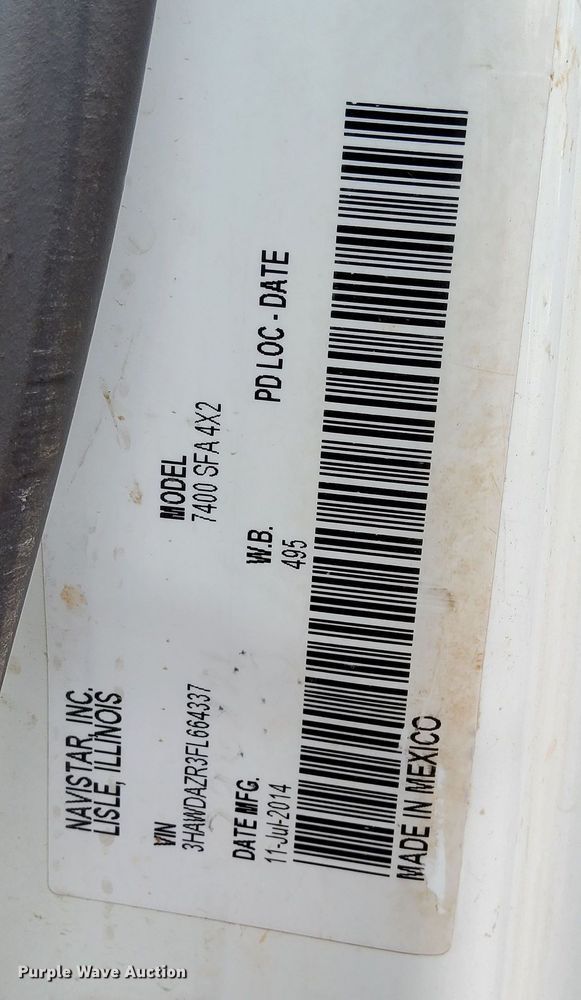 NAVISTAR, INC.
LISLE, ILLINOIS
VIN
3HAWDAZR3FL664337
MODEL
7400 SFA 4X2
DATE MFG.
11-Jul-2014
W.B.
495
PD LOC - DATE
MADE IN MEXICO
Purple Wave Auction